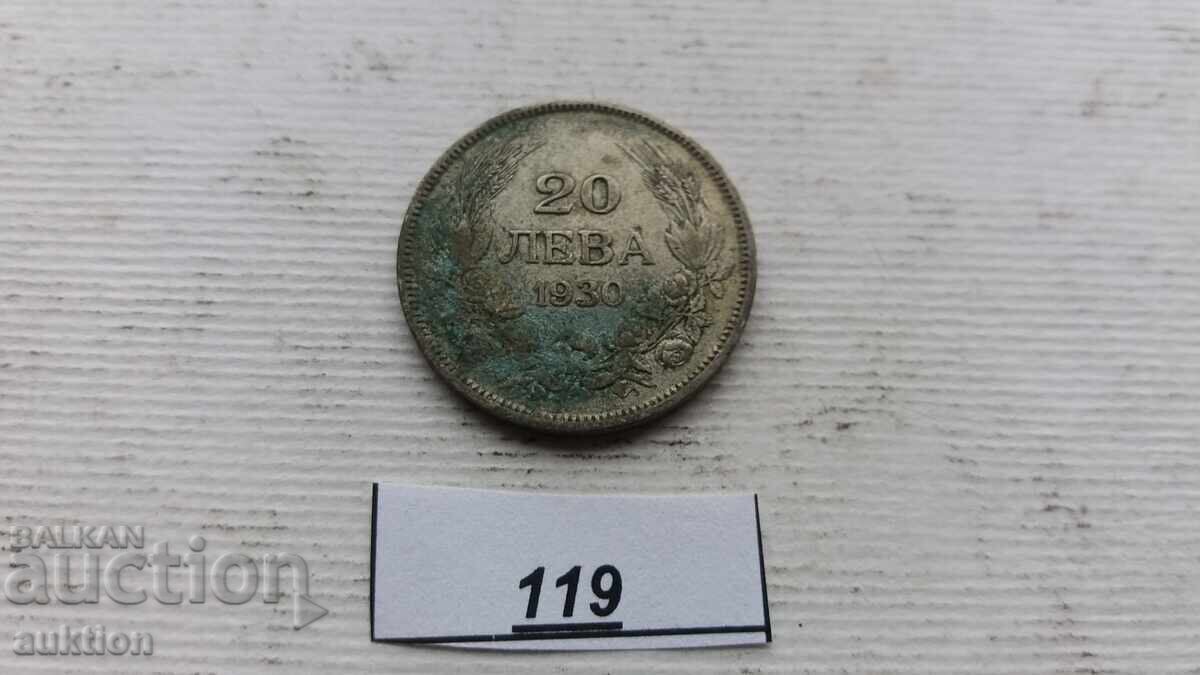 20
ЛЕВА
1930
119
BALKAN
auction
auktion